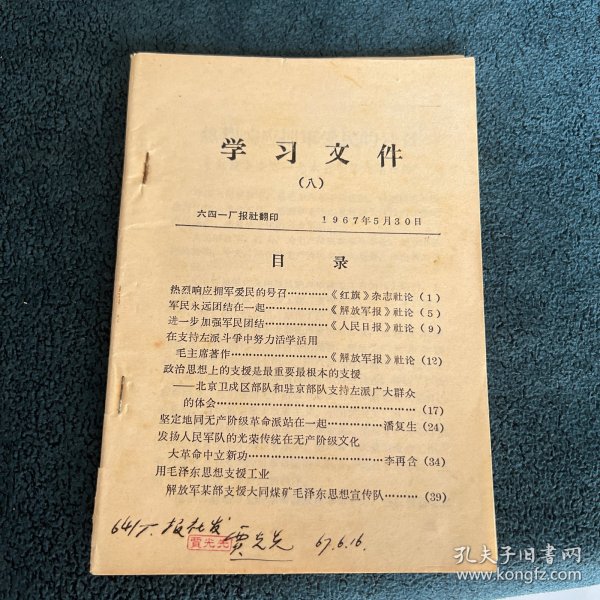 学习文件
（八）
六四一厂报社翻印 1967年5月30日
目录
热烈响应拥军爱民的号召…………《红旗》杂志社论（1）
军民永远团结在一起…………《解放军报》社论（5）
进一步加强军民团结…………《人民日报》社论（9）
在支持左派斗争中努力活学活用
毛主席著作…………………《解放军报》社论（12）
政治思想上的支援是最重要最根本的支援
——北京卫戍区部队和驻京部队支持左派广大群众
的体会……………………………………………（17）
坚定地同无产阶级革命派站在一起…………潘复生（24）
发扬人民军队的光荣传统在无产阶级文化
大革命中立新功……………………………李再含（34）
用毛泽东思想支援工业
解放军某部支援大同煤矿毛泽东思想宣传队………（39）
641厂.报社发 贾光先 67.6.16.
賈光先
孔夫子旧书网
www.kongfz.com